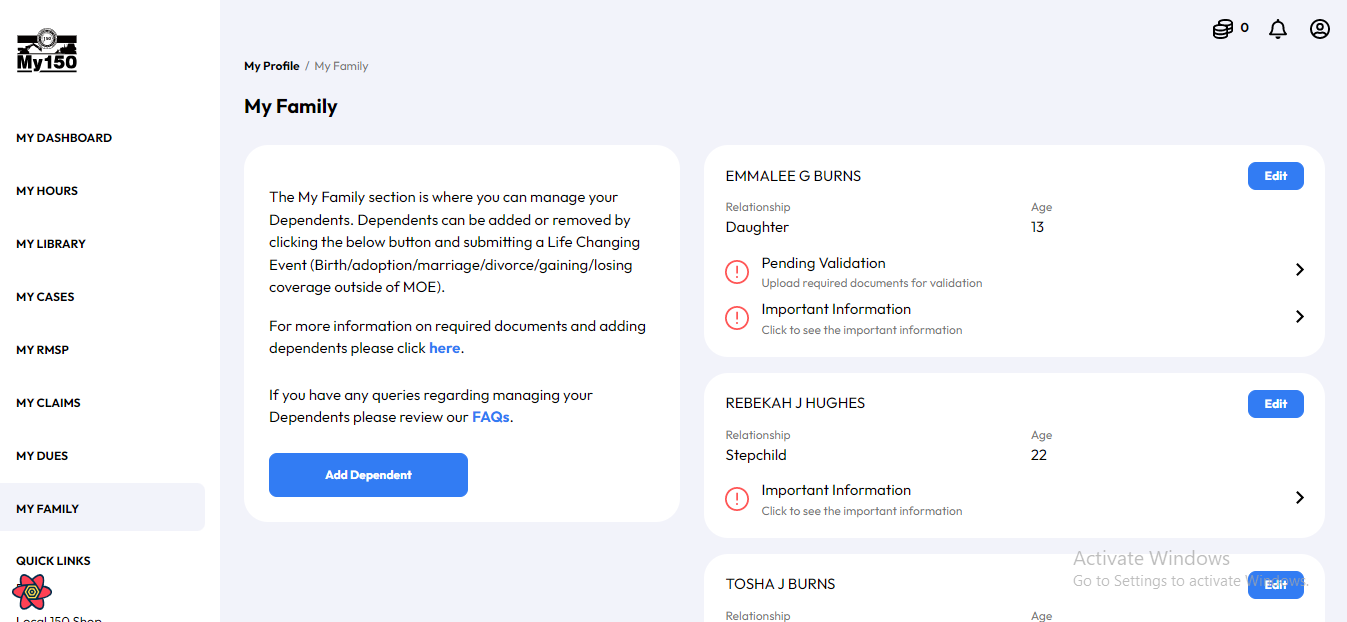 0
My150
My Profile / My Family
My Family
MY DASHBOARD
MY HOURS
MY LIBRARY
MY CASES
MY RMSP
MY CLAIMS
MY DUES
MY FAMILY
QUICK LINKS
Local 150 Shop
The My Family section is where you can manage your
Dependents. Dependents can be added or removed by
clicking the below button and submitting a Life Changing
Event (Birth/adoption/marriage/divorce/gaining/losing
coverage outside of MOE).
For more information on required documents and adding
dependents please click here.
If you have any queries regarding managing your
Dependents please review our FAQs.
Add Dependent
EMMALEE G BURNS
Edit
Relationship Age
Daughter 13
Pending Validation
Upload required documents for validation
Important Information
Click to see the important information
REBEKAH J HUGHES
Edit
Relationship Age
Stepchild 22
Important Information
Click to see the important information
TOSHA J BURNS
Edit
Relationship Age
Activate Windows
Go to Settings to activate Windows.